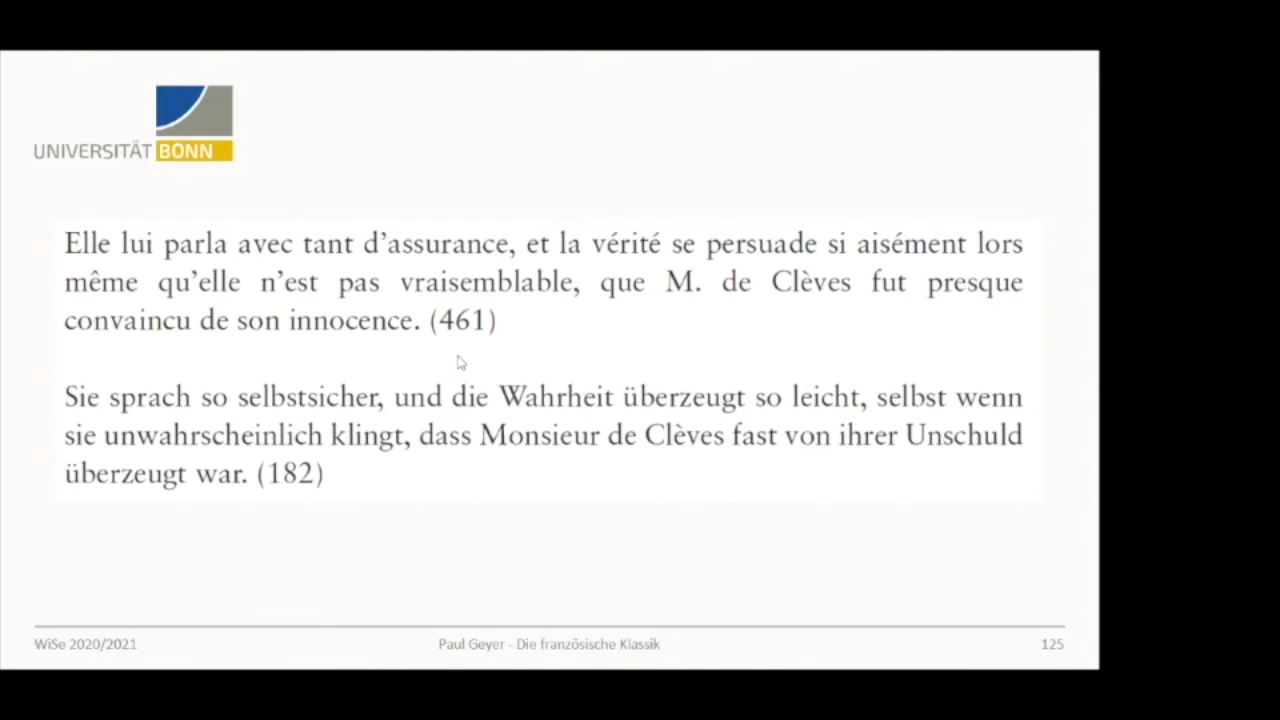 UNIVERSITÄT BONN
Elle lui parla avec tant d’assurance, et la vérité se persuade si aisément lors
même qu’elle n’est pas vraisemblable, que M. de Clèves fut presque
convaincu de son innocence. (461)
Sie sprach so selbstsicher, und die Wahrheit überzeugt so leicht, selbst wenn
sie unwahrscheinlich klingt, dass Monsieur de Clèves fast von ihrer Unschuld
überzeugt war. (182)
WiSe 2020/2021 Paul Geyer - Die französische Klassik 125